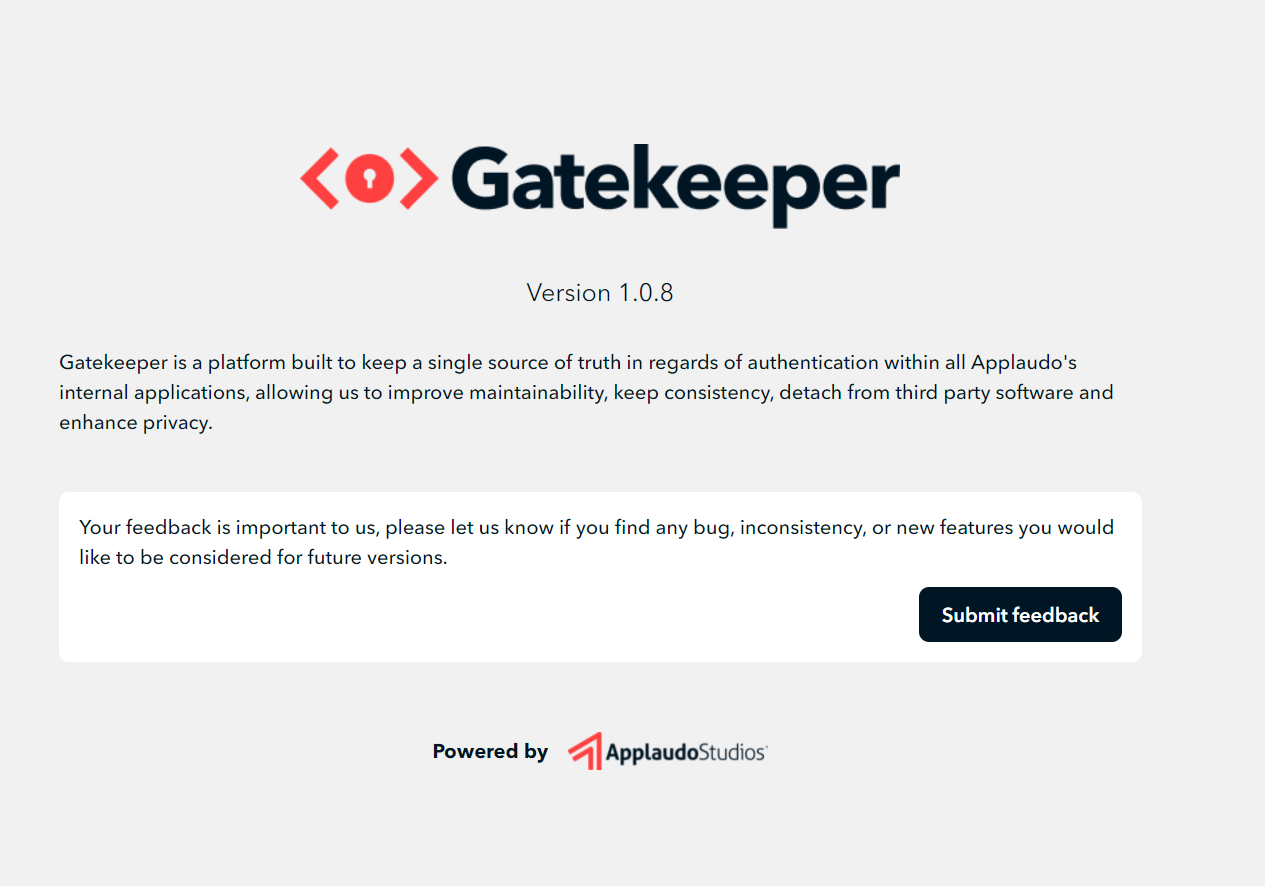 Gatekeeper
Version 1.0.8
Gatekeeper is a platform built to keep a single source of truth in regards of authentication within all Applaudo's
internal applications, allowing us to improve maintainability, keep consistency, detach from third party software and
enhance privacy.
Your feedback is important to us, please let us know if you find any bug, inconsistency, or new features you would
like to be considered for future versions.
Submit feedback
Powered by ApplaudoStudios